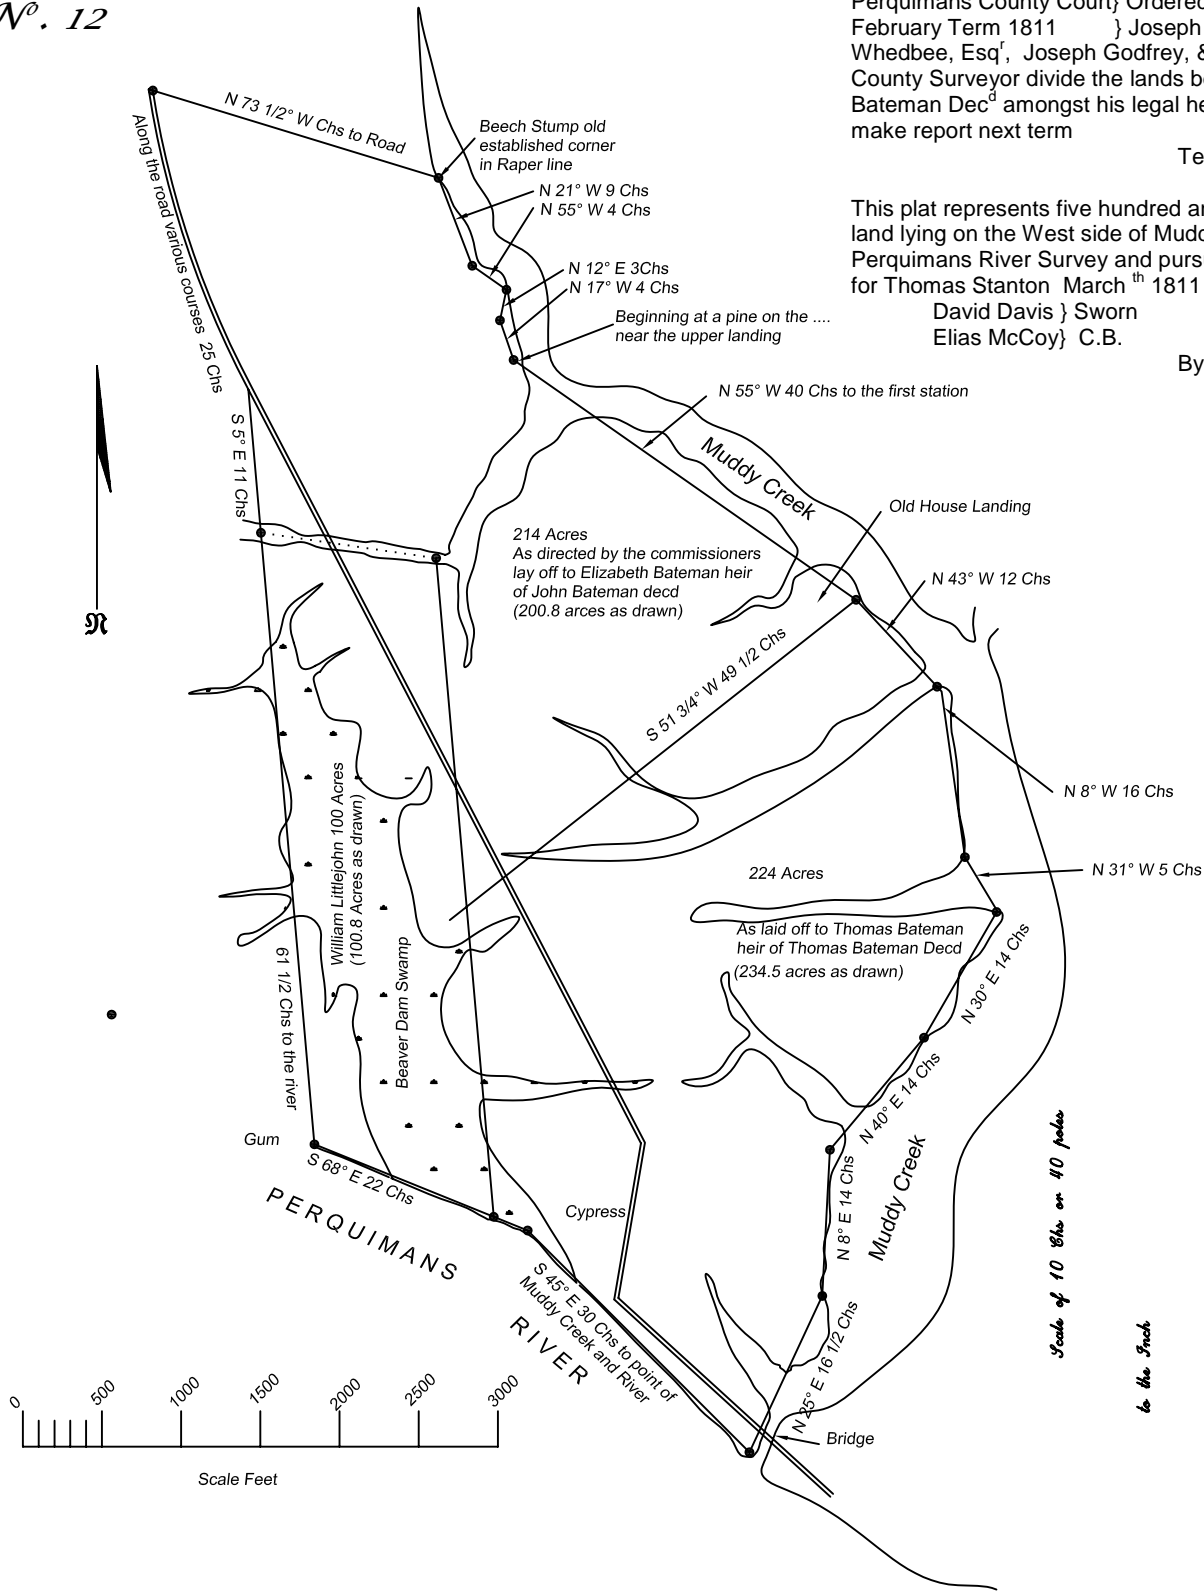 Nº. 12
Perquimans County Court} Ordered
February Term 1811 } Joseph
Whedbee, Esqʳ, Joseph Godfrey, &
County Surveyor divide the lands
Bateman Decᵈ amongst his legal
make report next term
This plat represents five hundred
land lying on the West side of
Perquimans River Survey and
for Thomas Stanton March ᵗʰ 1811
David Davis } Sworn
Elias McCoy} C.B.
By
N 73 1/2° W Chs to Road
Beech Stump old
established corner
in Raper line
N 21° W 9 Chs
N 55° W 4 Chs
N 12° E 3Chs
N 17° W 4 Chs
Beginning at a pine on the ....
near the upper landing
Along the road various courses 25 Chs
N 55° W 40 Chs to the first station
Muddy Creek
S 5° E 11 Chs
Old House Landing
214 Acres
As directed by the commissioners
lay off to Elizabeth Bateman heir
of John Bateman decd
(200.8 arces as drawn)
N 43° W 12 Chs
N
S 51 3/4° W 49 1/2 Chs
N 8° W 16 Chs
William Littlejohn 100 Acres
(100.8 Acres as drawn)
224 Acres
N 31° W 5 Chs
As laid off to Thomas Bateman
heir of Thomas Bateman Decd
(234.5 acres as drawn)
Beaver Dam Swamp
61 1/2 Chs to the river
N 30° E 14 Chs
N 40° E 14 Chs
Gum
S 68° E 22 Chs
PERQUIMANS
RIVER
Cypress
N 8° E 14 Chs
Muddy Creek
S 45° E 30 Chs to point of
Muddy Creek and River
N 25° E 16 1/2 Chs
Bridge
0 500 1000 1500 2000 2500 3000
Scale Feet
Scale of 10 Chs or 40 poles
to the Inch